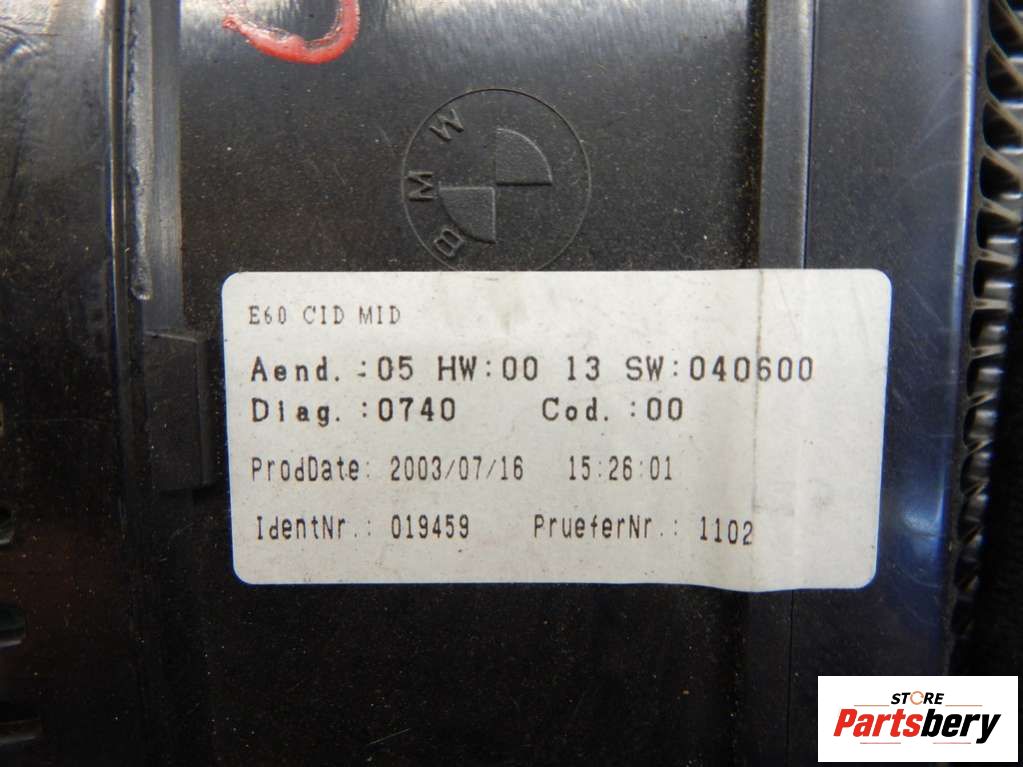 BMW
E60 CID MID
Aend. :05 HW:00 13 SW:040600
Diag. :0740 Cod. :00
ProdDate: 2003/07/16 15:26:01
IdentNr.: 019459 PrueferNr.: 1102
STORE
Partsbery